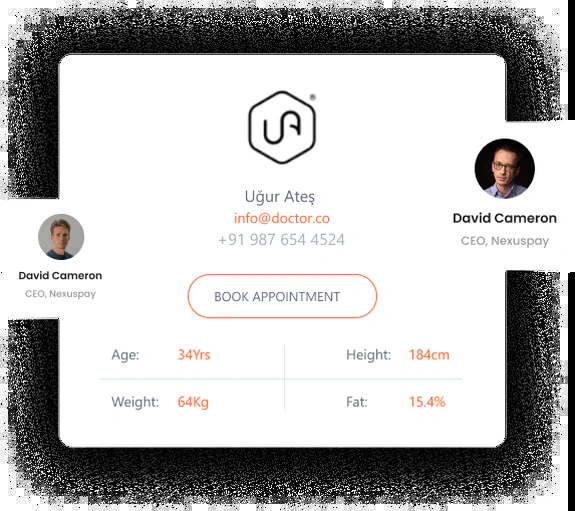 UA
®
Uğur Ateş
info@doctor.co
+91 987 654 4524
BOOK APPOINTMENT
Age: 34Yrs
Height: 184cm
Weight: 64Kg
Fat: 15.4%
David Cameron
CEO, Nexuspay
David Cameron
CEO, Nexuspay